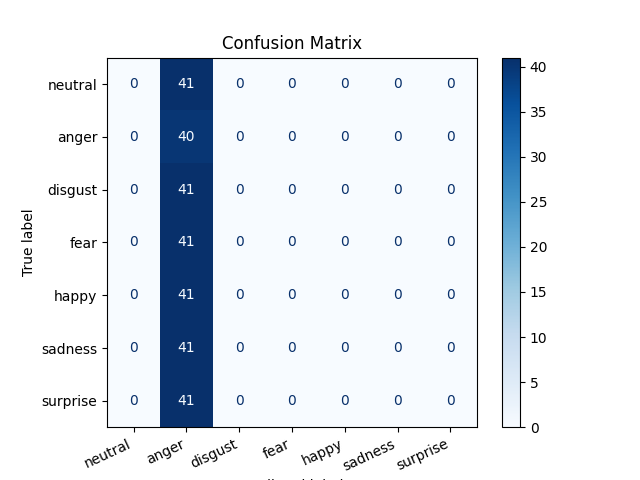 Confusion Matrix
neutral 0 41 0 0 0 0 0
anger 0 40 0 0 0 0 0
disgust 0 41 0 0 0 0 0
fear 0 41 0 0 0 0 0
happy 0 41 0 0 0 0 0
sadness 0 41 0 0 0 0 0
surprise 0 41 0 0 0 0 0
True label
neutral anger disgust fear happy sadness surprise
40
35
30
25
20
15
10
5
0